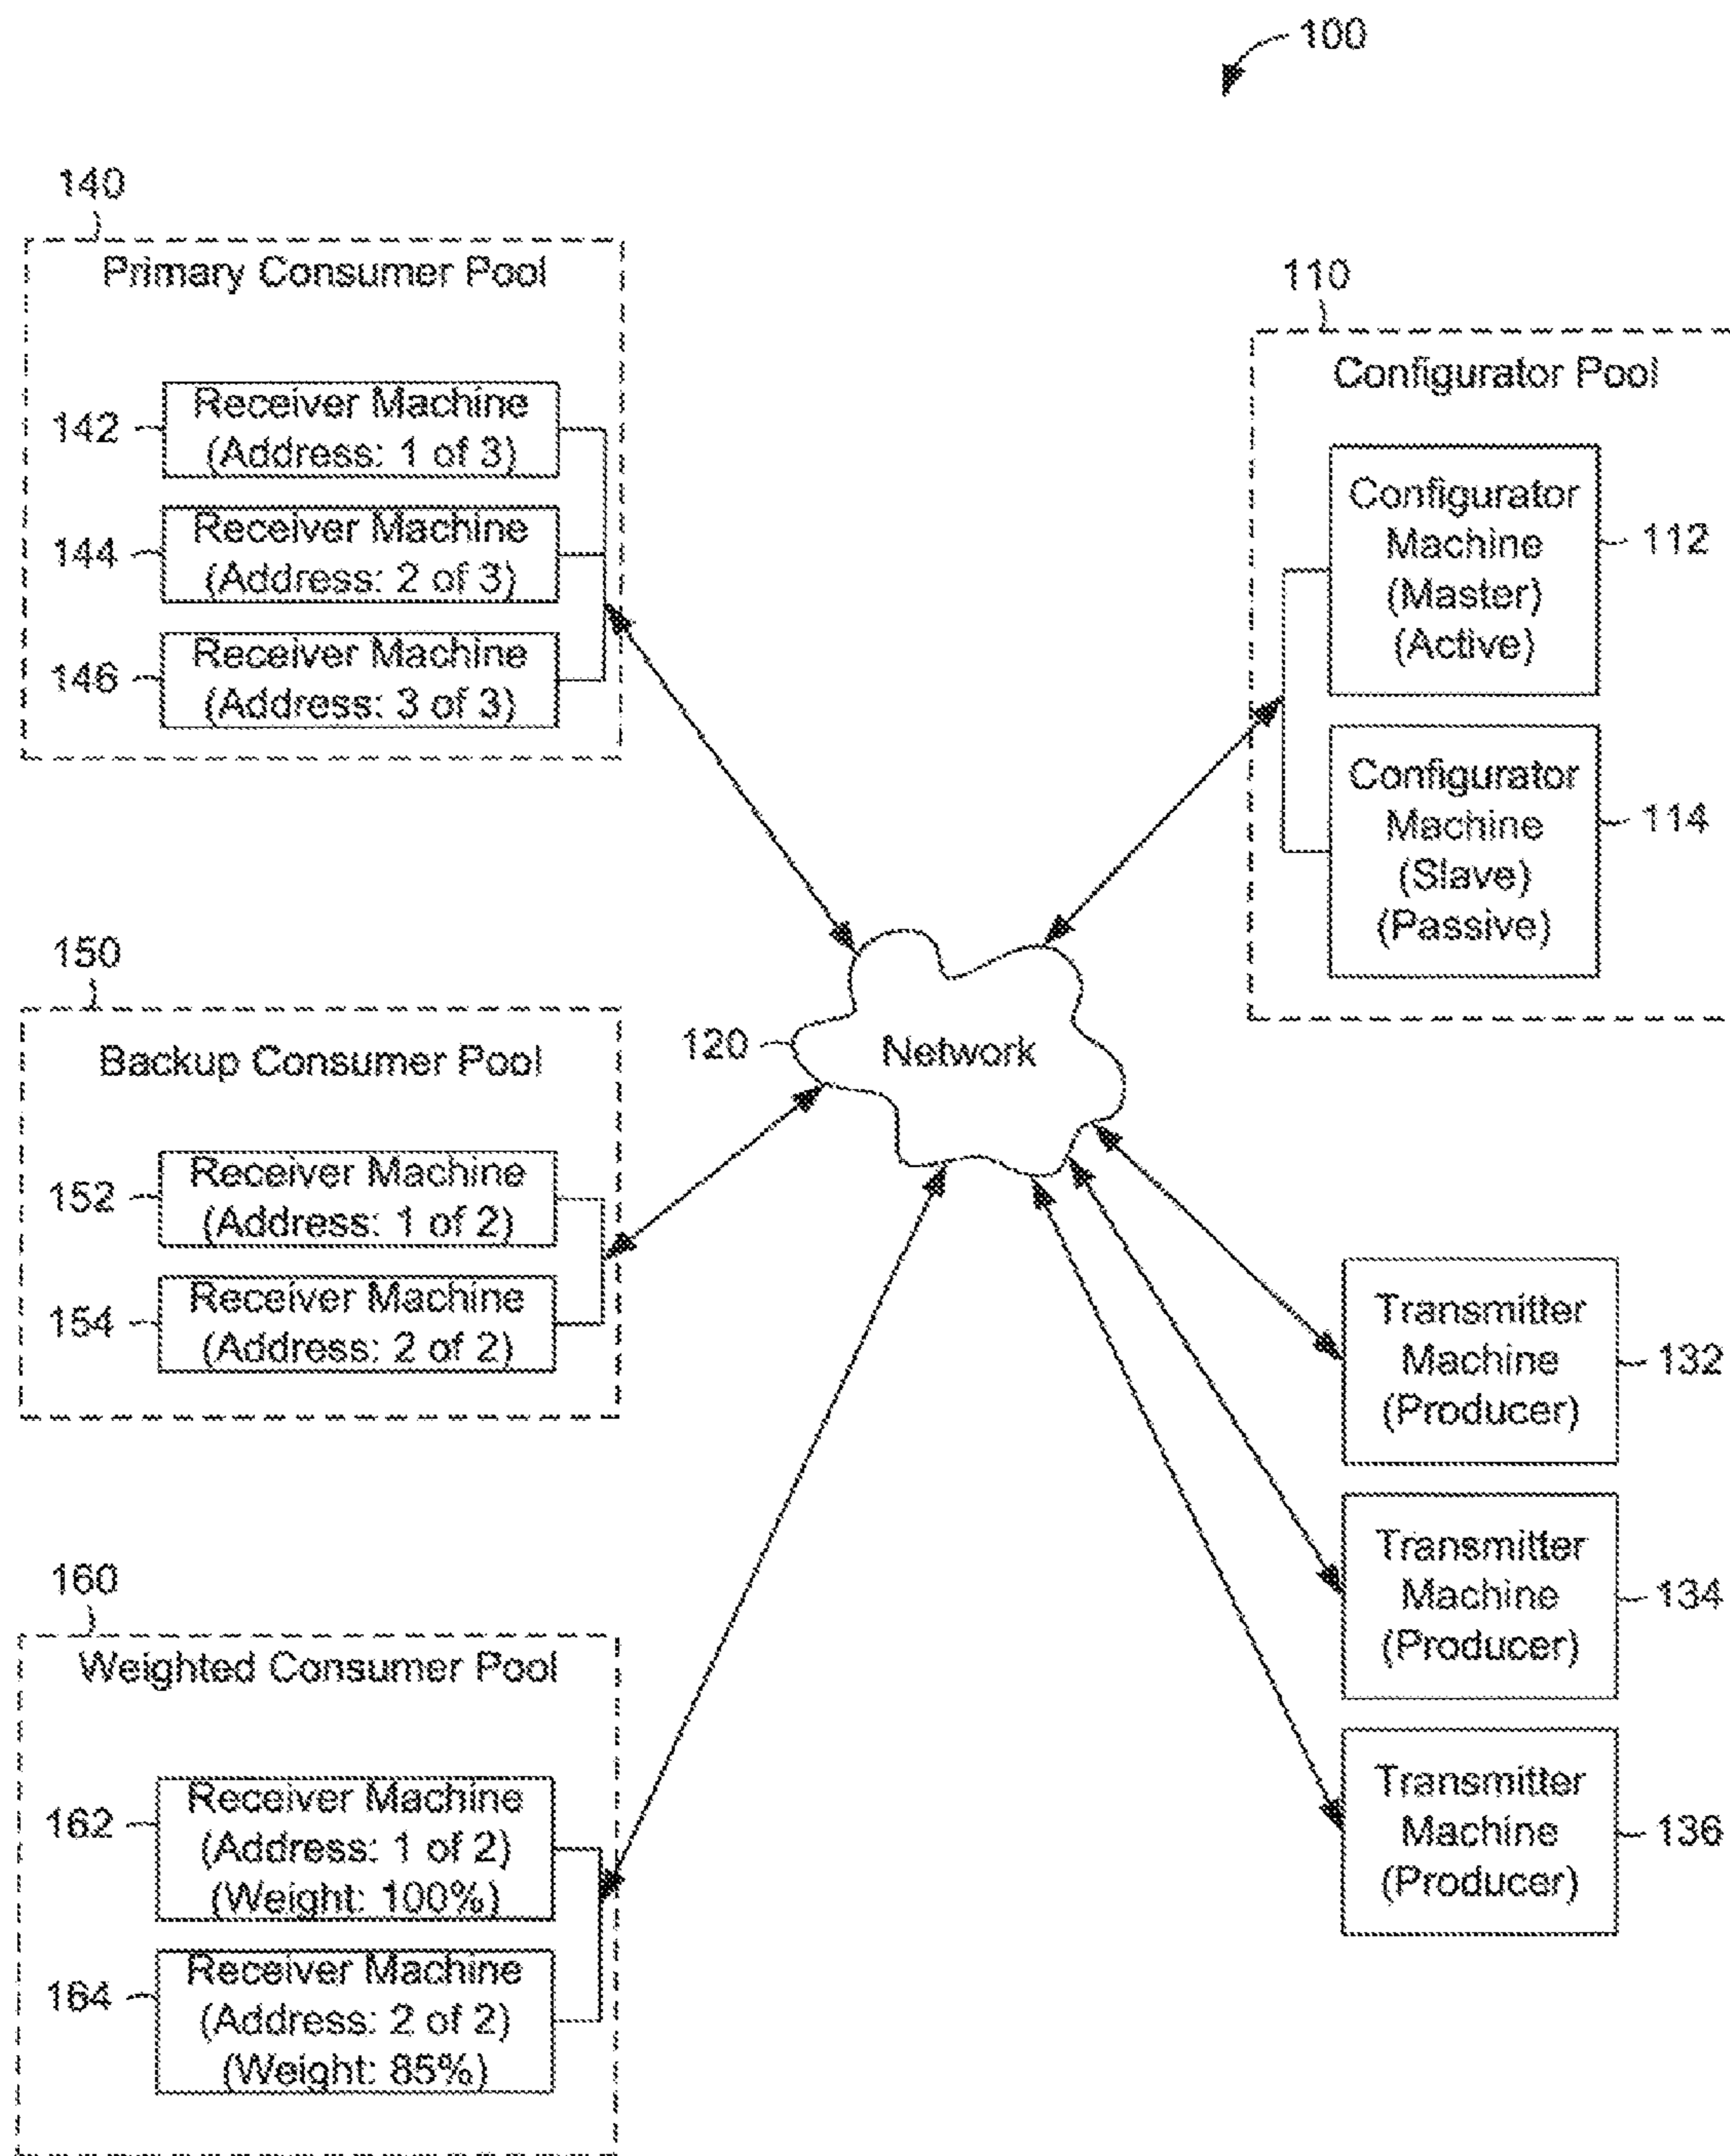 100
140
Primary Consumer Pool
142
Receiver Machine
(Address: 1 of 3)
144
Receiver Machine
(Address: 2 of 3)
146
Receiver Machine
(Address: 3 of 3)
110
Configurator Pool
Configurator
Machine
(Master)
(Active)
112
Configurator
Machine
(Slave)
(Passive)
114
150
Backup Consumer Pool
152
Receiver Machine
(Address: 1 of 2)
154
Receiver Machine
(Address: 2 of 2)
120
Network
Transmitter
Machine
(Producer)
132
Transmitter
Machine
(Producer)
134
Transmitter
Machine
(Producer)
136
160
Weighted Consumer Pool
162
Receiver Machine
(Address: 1 of 2)
(Weight: 100%)
164
Receiver Machine
(Address: 2 of 2)
(Weight: 85%)